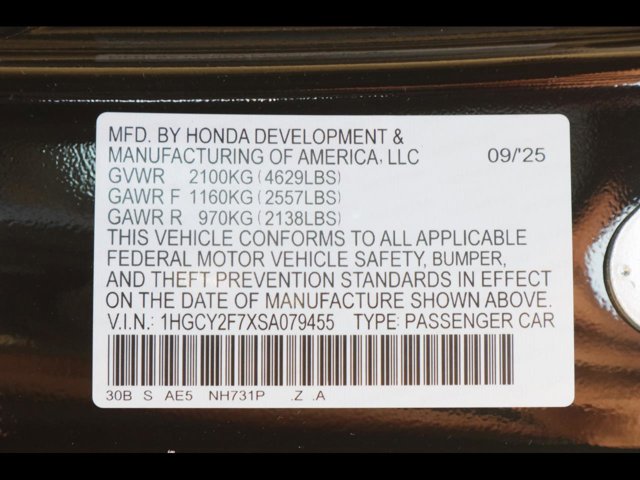 MFD. BY HONDA DEVELOPMENT &
MANUFACTURING OF AMERICA, LLC 09/'25
GVWR 2100KG (4629LBS)
GAWR F 1160KG (2557LBS)
GAWR R 970KG (2138LBS)
THIS VEHICLE CONFORMS TO ALL APPLICABLE
FEDERAL MOTOR VEHICLE SAFETY, BUMPER,
AND THEFT PREVENTION STANDARDS IN EFFECT
ON THE DATE OF MANUFACTURE SHOWN ABOVE.
V.I.N.: 1HGCY2F7XSA079455 TYPE: PASSENGER CAR
30B S AE5 NH731P .Z .A